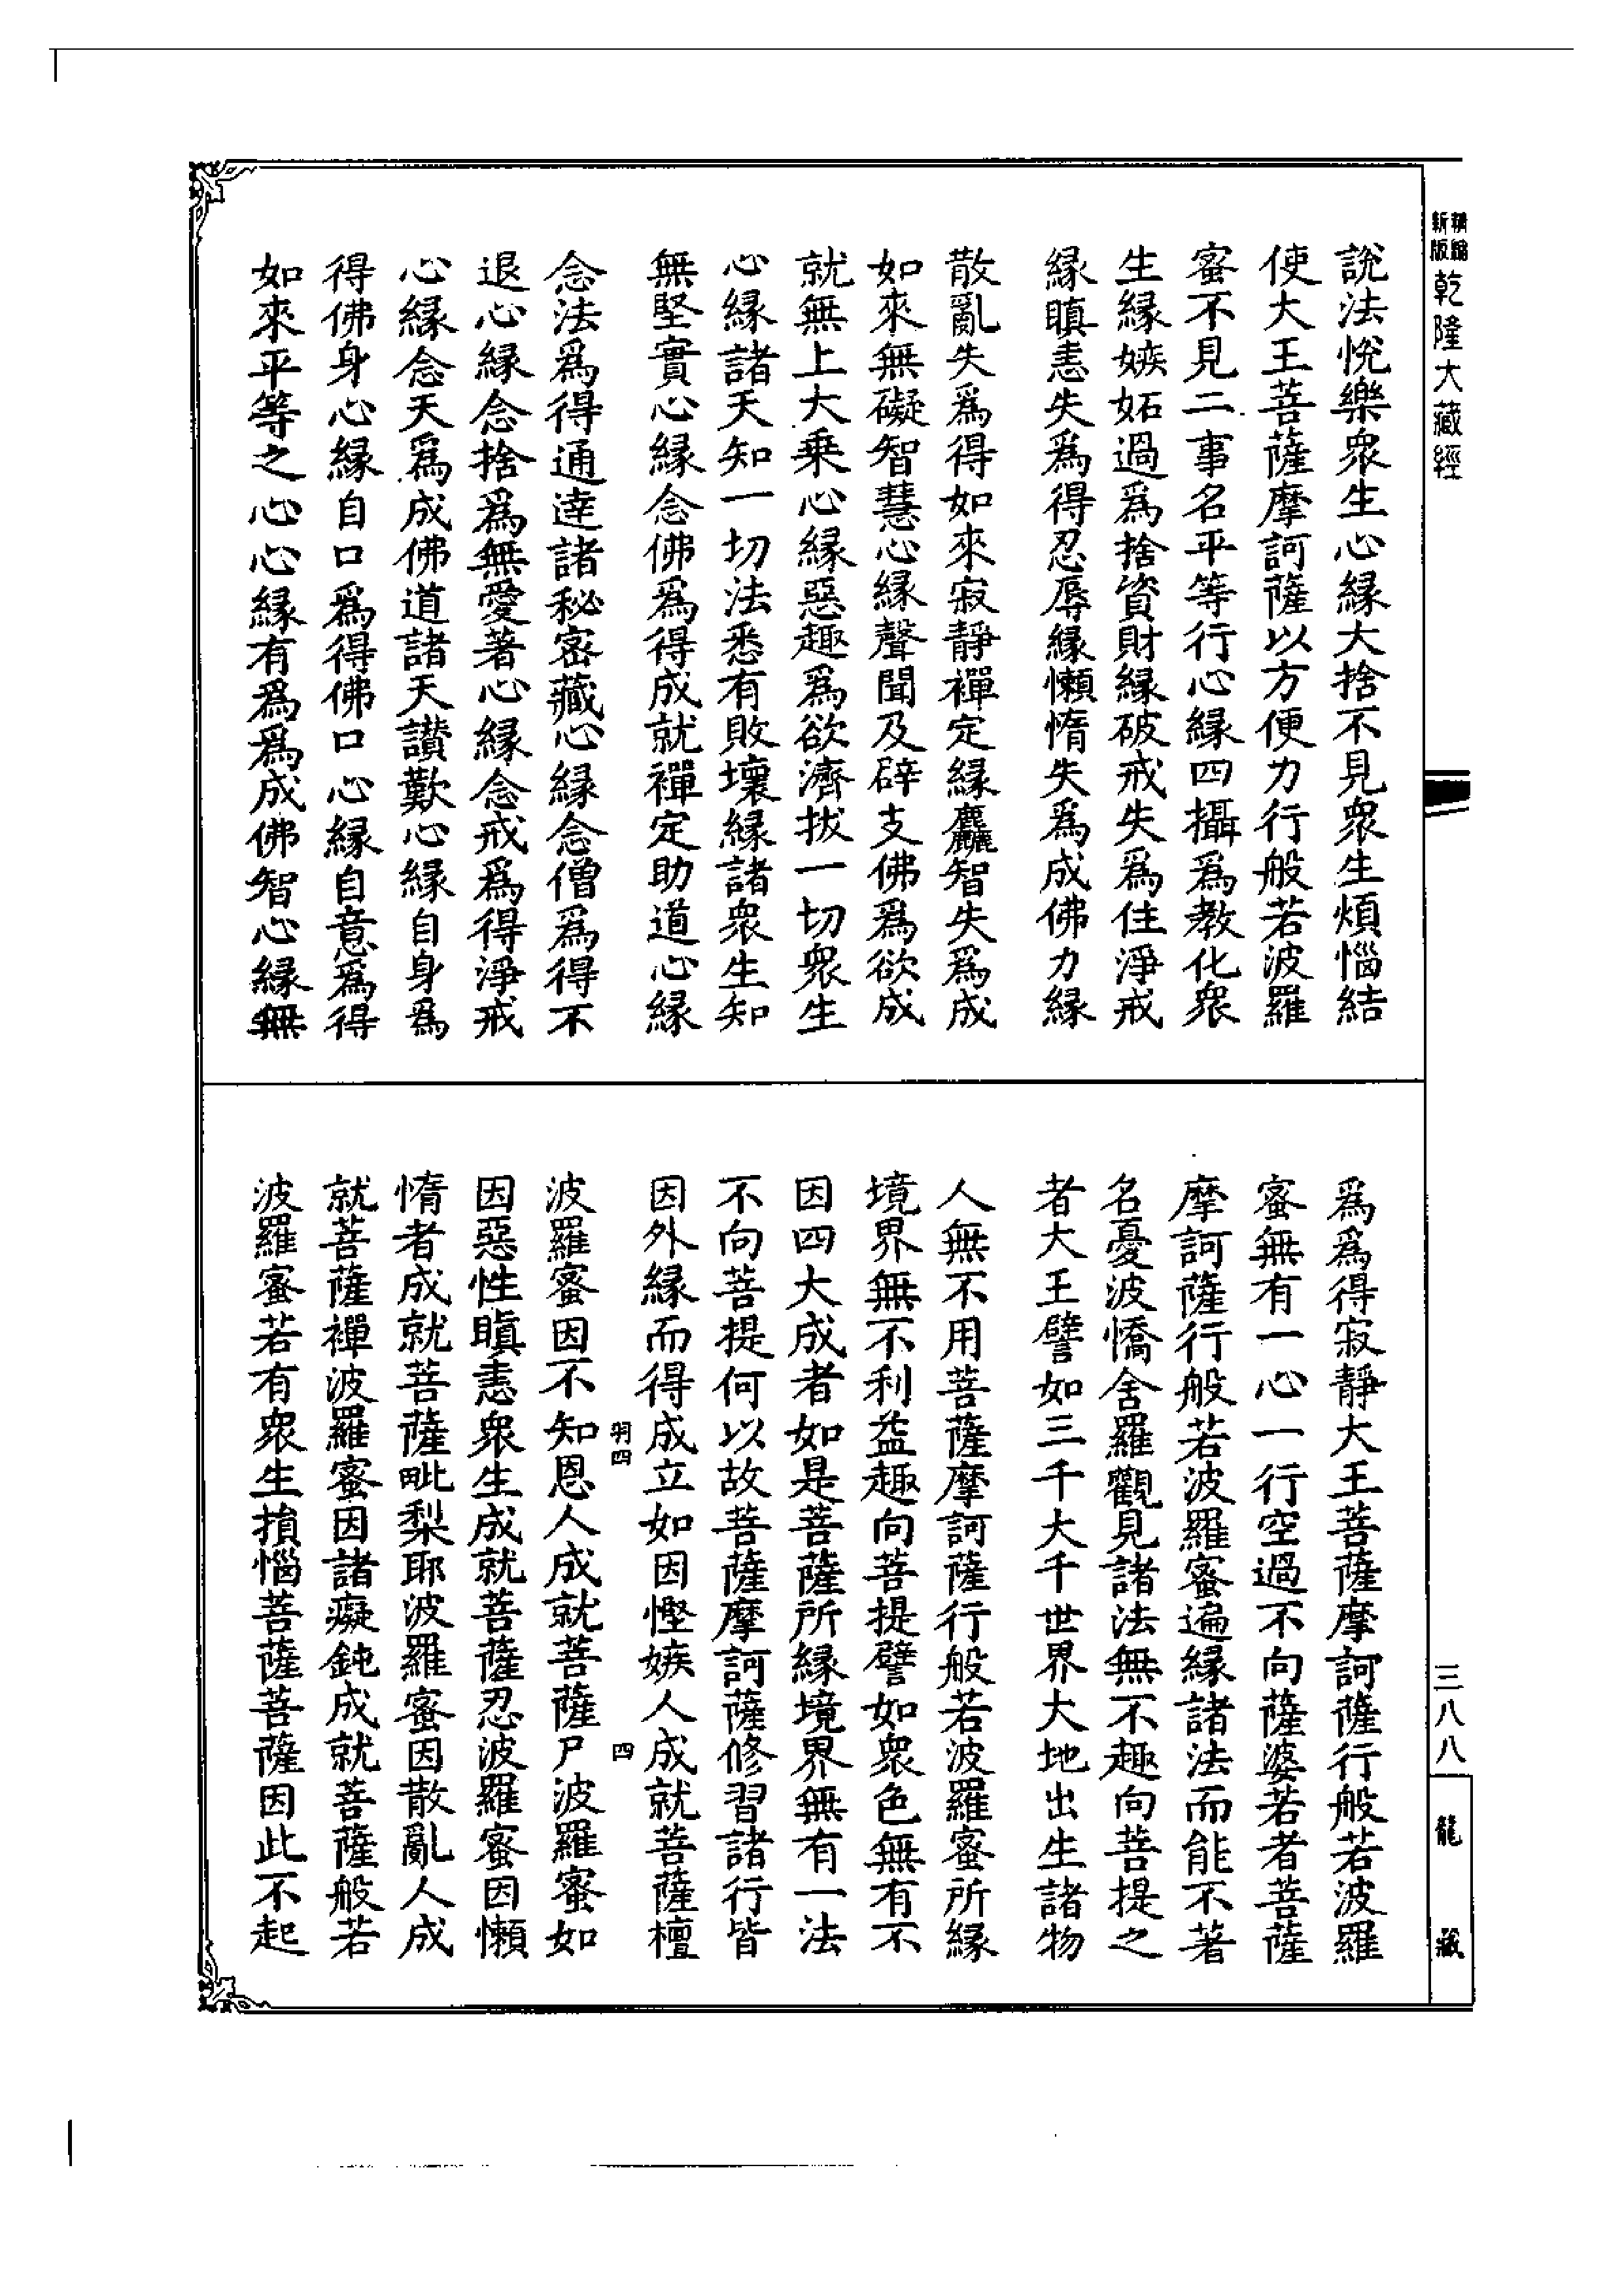 新版
精縮
乾隆大藏經
說法悅樂衆生心緣大捨不見衆生煩惱結
使大王菩薩摩訶薩以方便力行般若波羅
蜜不見二事名平等行心緣四攝爲教化衆
生緣嫉妬過爲捨資財緣破戒失爲住淨戒
緣瞋恚失爲得忍辱緣懶惰失爲成佛力緣
散亂失爲得如來寂靜禪定緣麤智失爲成
如來無礙智慧心緣聲聞及辟支佛爲欲成
就無上大乗心緣惡趣爲欲濟拔一切衆生
心緣諸天知一切法悉有敗壞緣諸衆生知
無堅實心緣念佛爲得成就禪定助道心緣
念法爲得通達諸秘密藏心緣念僧爲得不
退心緣念捨爲無愛著心緣念戒爲得淨戒
心緣念天爲成佛道諸天讃歎心緣自身爲
得佛身心緣自口爲得佛口心緣自意爲得
如來平等之心心緣有爲爲成佛智心緣無
爲爲得寂靜大王菩薩摩訶薩行般若波羅
蜜無有一心一行空過不向薩婆若者菩薩
摩訶薩行般若波羅蜜遍緣諸法而能不著
名憂波憍舍羅觀見諸法無不趣向菩提之
者大王譬如三千大千世界大地出生諸物
人無不用菩薩摩訶薩行般若波羅蜜所緣
境界無不利益趣向菩提譬如衆色無有不
因四大成者如是菩薩所緣境界無有一法
不向菩提何以故菩薩摩訶薩修習諸行皆
因外緣而得成立如因慳嫉人成就菩薩檀
羽四
四
波羅蜜因不知恩人成就菩薩尸波羅蜜如
因惡性瞋恚衆生成就菩薩忍波羅蜜因懶
惰者成就菩薩毗梨耶波羅蜜因散亂人成
就菩薩禪波羅蜜因諸癡鈍成就菩薩般若
波羅蜜若有衆生損惱菩薩菩薩因此不起
三八八
龍藏